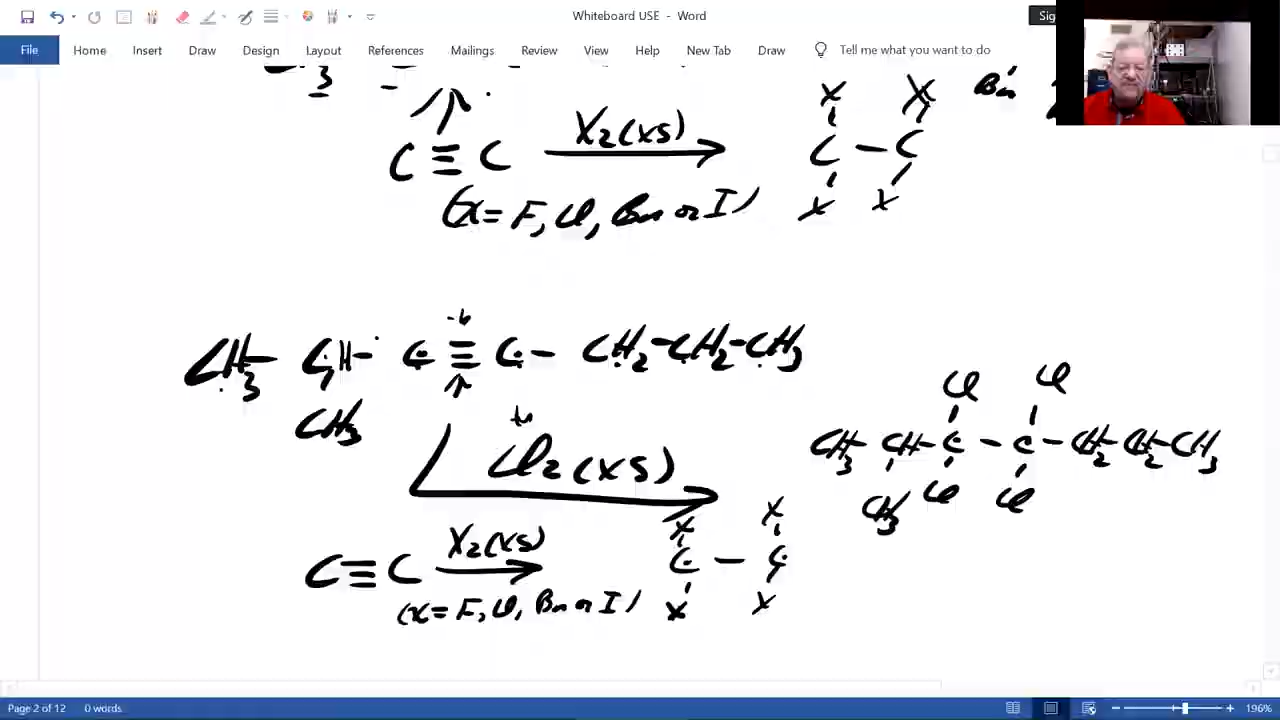 Whiteboard USE - Word
Sig
File Home Insert Draw Design Layout References Mailings Review View Help New Tab Draw Tell me what you want to do
CH3
X X Br
C ≡ C X2(xs) C — C
(X = F, Cl, Br or I) X X
CH3 — CH — C ≡ C — CH2 — CH2 — CH3
CH3
Cl Cl
Cl2(xs) CH3 — CH — C — C — CH2 — CH2 — CH3
CH3 Cl Cl
X X
C ≡ C X2(xs) C — C
(X = F, Cl, Br or I) X X
Page 2 of 12 0 words 196%